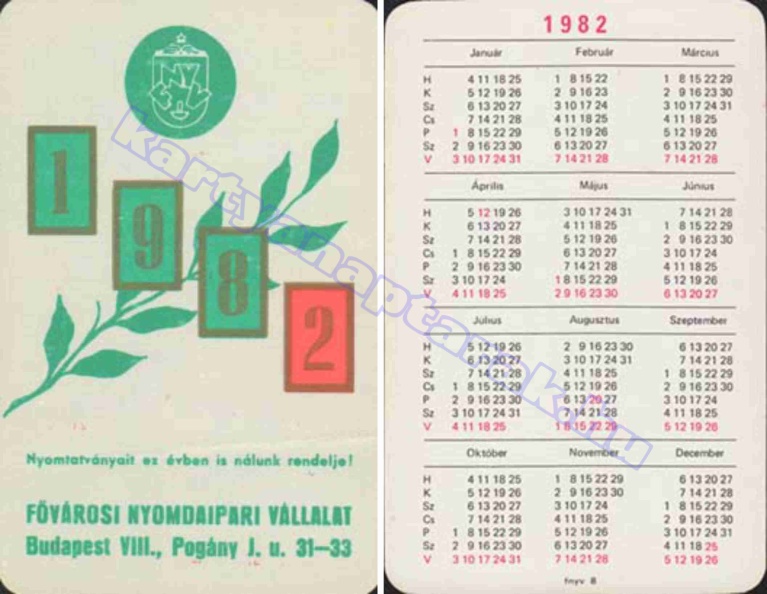 NY
1
9
8
2
Nyomtatványait ez évben is nálunk rendelje!
FŐVÁROSI NYOMDAIPARI VÁLLALAT
Budapest VIII., Pogány J. u. 31—33
kartyanaptarok.hu
1982
Január Február Március
H 4 11 18 25 1 8 15 22 1 8 15 22 29
K 5 12 19 26 2 9 16 23 2 9 16 23 30
Sz 6 13 20 27 3 10 17 24 3 10 17 24 31
Cs 7 14 21 28 4 11 18 25 4 11 18 25
P 1 8 15 22 29 5 12 19 26 5 12 19 26
Sz 2 9 16 23 30 6 13 20 27 6 13 20 27
V 3 10 17 24 31 7 14 21 28 7 14 21 28
Április Május Június
H 5 12 19 26 3 10 17 24 31 7 14 21 28
K 6 13 20 27 4 11 18 25 1 8 15 22 29
Sz 7 14 21 28 5 12 19 26 2 9 16 23 30
Cs 1 8 15 22 29 6 13 20 27 3 10 17 24
P 2 9 16 23 30 7 14 21 28 4 11 18 25
Sz 3 10 17 24 1 8 15 22 29 5 12 19 26
V 4 11 18 25 2 9 16 23 30 6 13 20 27
Július Augusztus Szeptember
H 5 12 19 26 2 9 16 23 30 6 13 20 27
K 6 13 20 27 3 10 17 24 31 7 14 21 28
Sz 7 14 21 28 4 11 18 25 1 8 15 22 29
Cs 1 8 15 22 29 5 12 19 26 2 9 16 23 30
P 2 9 16 23 30 6 13 20 27 3 10 17 24
Sz 3 10 17 24 31 7 14 21 28 4 11 18 25
V 4 11 18 25 1 8 15 22 29 5 12 19 26
Október November December
H 4 11 18 25 1 8 15 22 29 6 13 20 27
K 5 12 19 26 2 9 16 23 30 7 14 21 28
Sz 6 13 20 27 3 10 17 24 1 8 15 22 29
Cs 7 14 21 28 4 11 18 25 2 9 16 23 30
P 1 8 15 22 29 5 12 19 26 3 10 17 24 31
Sz 2 9 16 23 30 6 13 20 27 4 11 18 25
V 3 10 17 24 31 7 14 21 28 5 12 19 26
fnyv 8